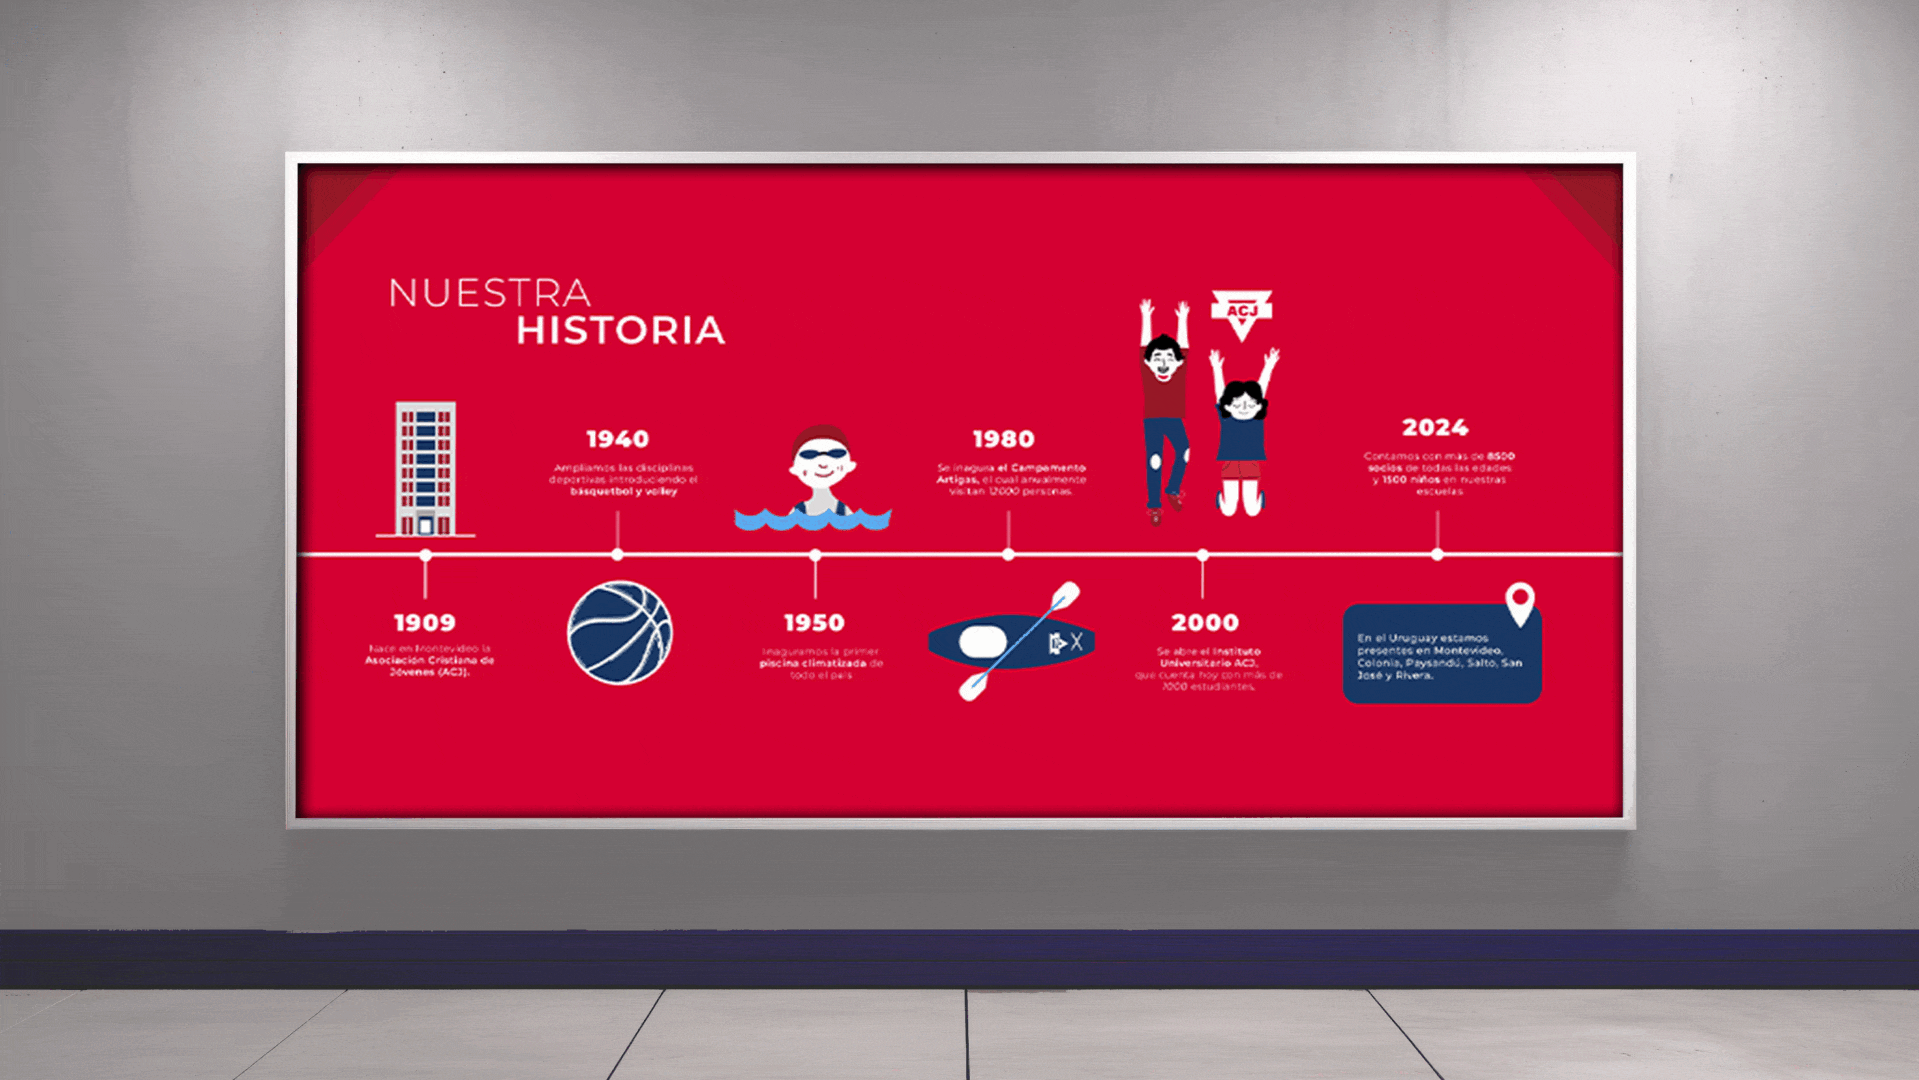 NUESTRA
HISTORIA
ACJ
1909
Nace en Montevideo la
Asociación Cristiana de
Jóvenes (ACJ).
1940
Ampliamos las disciplinas
deportivas introduciendo el
básquetbol y volley
1950
Inaguramos la primer
piscina climatizada de
todo el país
1980
Se inagura el Campamento
Artigas, el cual anualmente
visitan 12000 personas.
2000
Se abre el Instituto
Universitario ACJ,
que cuenta hoy con más de
1000 estudiantes.
2024
Contamos con más de 8500
socios de todas las edades
y 1500 niños en nuestras
escuelas
En el Uruguay estamos
presentes en Montevideo,
Colonia, Paysandú, Salto, San
José y Rivera.